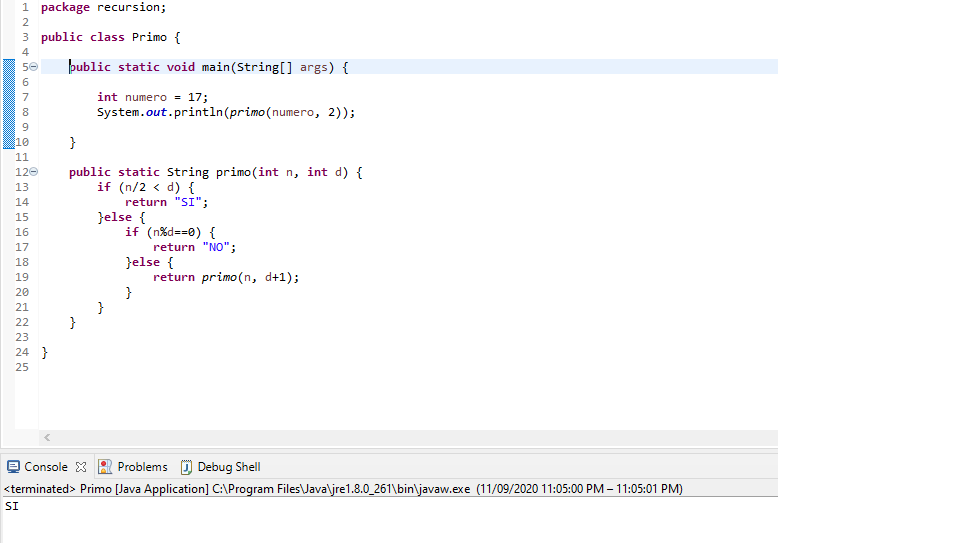 1 package recursion;
2
3 public class Primo {
4
5 public static void main(String[] args) {
6
7 int numero = 17;
8 System.out.println(primo(numero, 2));
9
10 }
11
12 public static String primo(int n, int d) {
13 if (n/2 < d) {
14 return "SI";
15 }else {
16 if (n%d==0) {
17 return "NO";
18 }else {
19 return primo(n, d+1);
20 }
21 }
22 }
23
24 }
25
Console Problems Debug Shell
<terminated> Primo [Java Application] C:\Program Files\Java\jre1.8.0_261\bin\javaw.exe (11/09/2020 11:05:00 PM – 11:05:01 PM)
SI